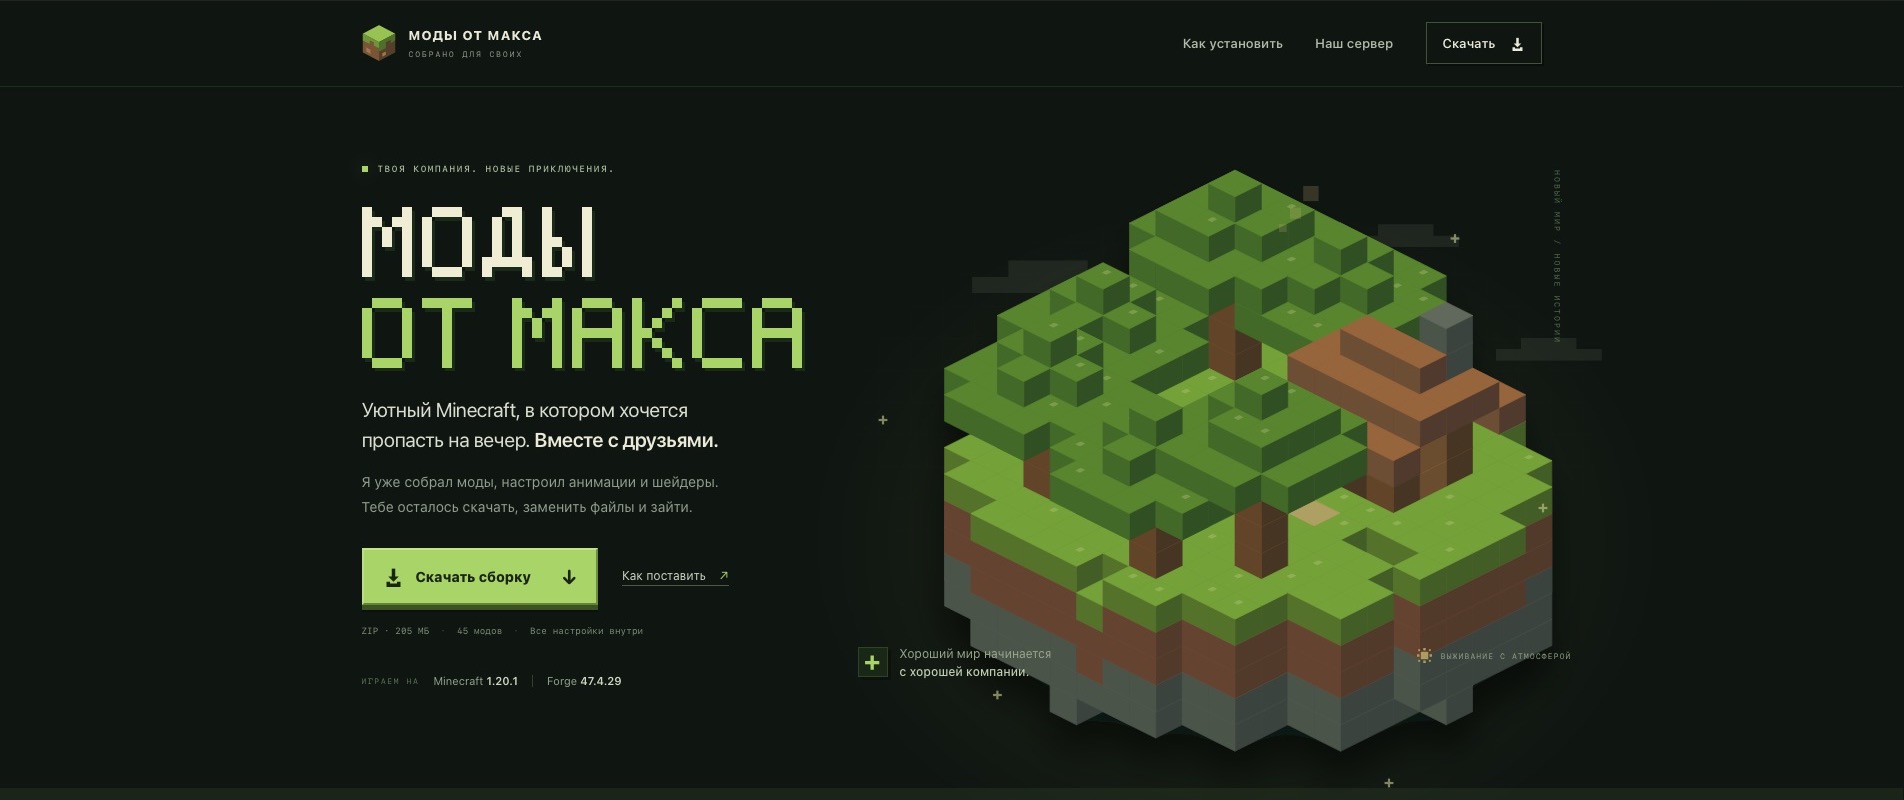 МОДЫ ОТ МАКСА
СОБРАНО ДЛЯ СВОИХ
Как установить
Наш сервер
Скачать
ТВОЯ КОМПАНИЯ. НОВЫЕ ПРИКЛЮЧЕНИЯ.
МОДЫ
ОТ МАКСА
Уютный Minecraft, в котором хочется
пропасть на вечер. Вместе с друзьями.
Я уже собрал моды, настроил анимации и шейдеры.
Тебе осталось скачать, заменить файлы и зайти.
Скачать сборку
Как поставить
ZIP · 205 МБ · 45 модов · Все настройки внутри
ИГРАЕМ НА Minecraft 1.20.1 Forge 47.4.29
НОВЫЙ МИР / НОВЫЕ ИСТОРИИ
Хороший мир начинается
с хорошей компании.
ВЫЖИВАНИЕ С АТМОСФЕРОЙ